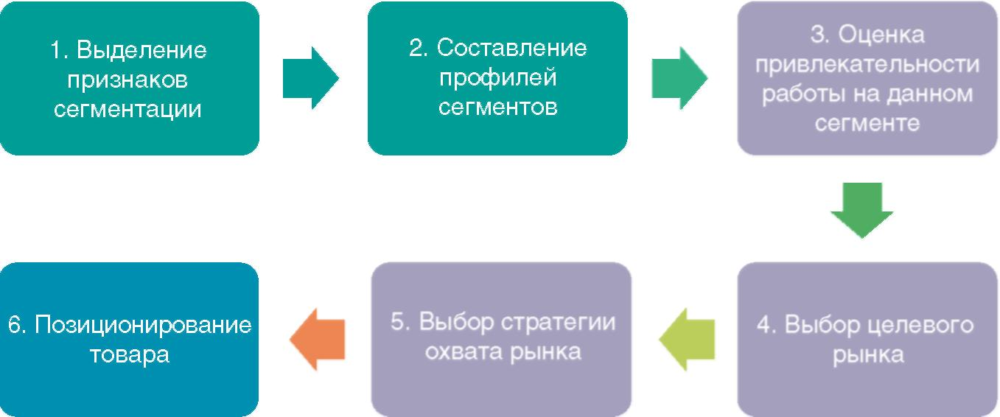 1. Выделение
признаков
сегментации
2. Составление
профилей
сегментов
3. Оценка
привлекательности
работы на данном
сегменте
4. Выбор целевого
рынка
5. Выбор стратегии
охвата рынка
6. Позиционирование
товара